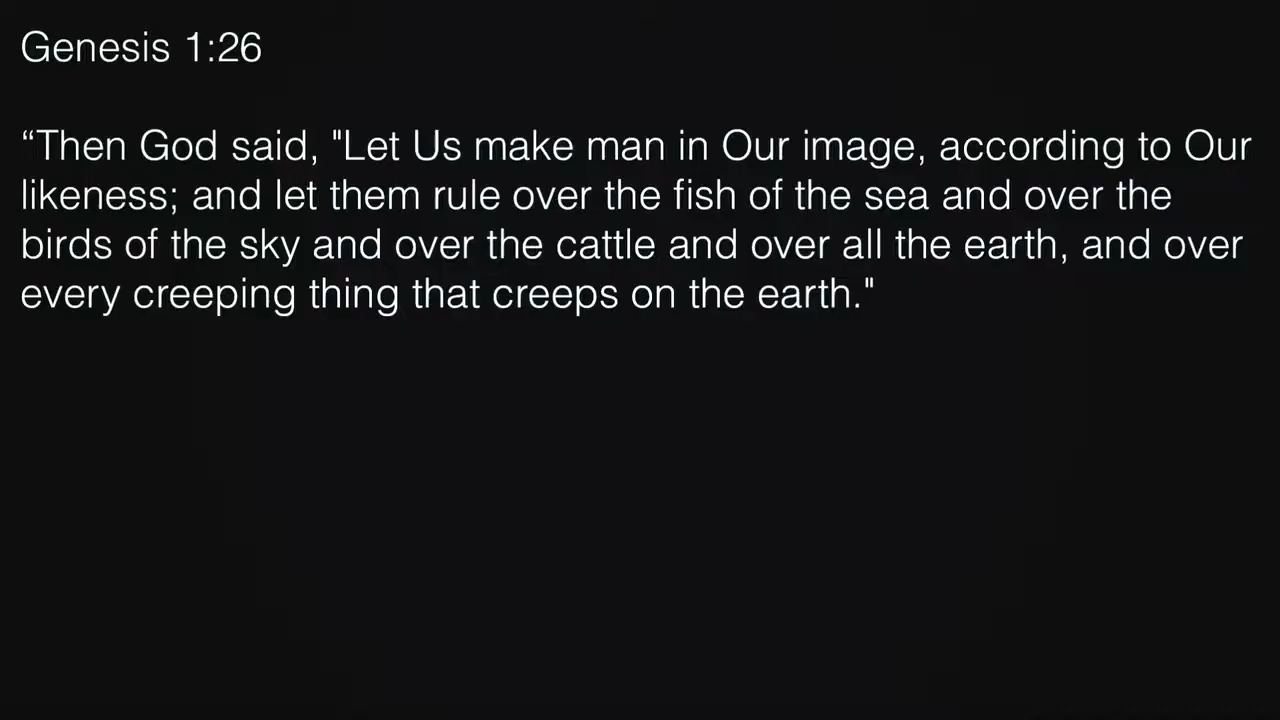 Genesis 1:26
“Then God said, "Let Us make man in Our image, according to Our
likeness; and let them rule over the fish of the sea and over the
birds of the sky and over the cattle and over all the earth, and over
every creeping thing that creeps on the earth."